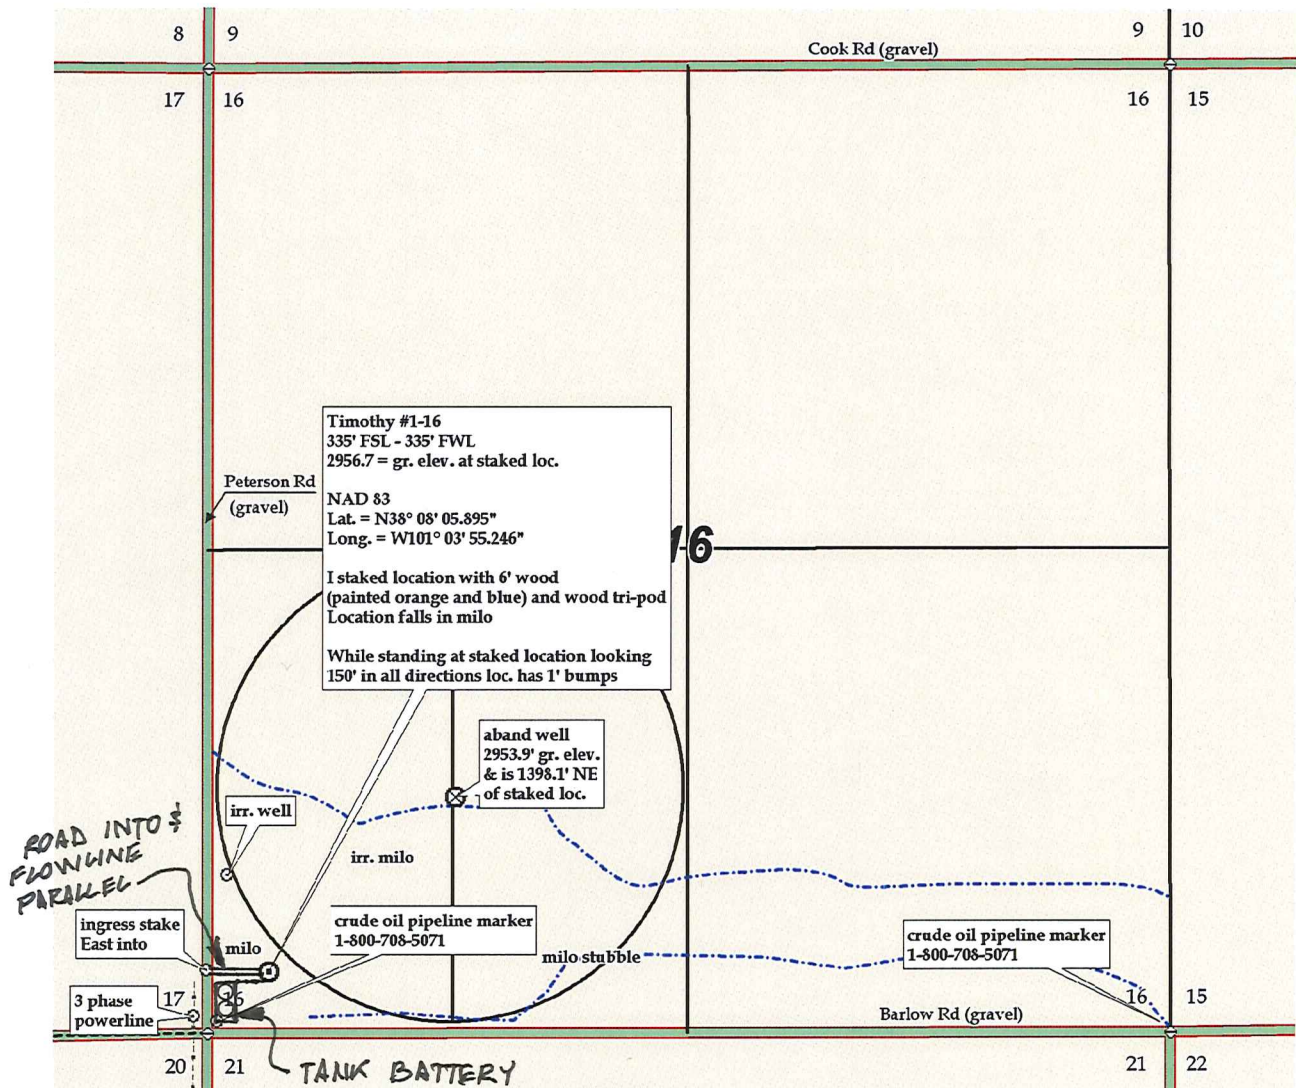 8 9
9 10
Cook Rd (gravel)
17 16
16 15
Timothy #1-16
335' FSL - 335' FWL
2956.7 = gr. elev. at staked loc.
NAD 83
Lat. = N38° 08' 05.895"
Long. = W101° 03' 55.246"
I staked location with 6' wood
(painted orange and blue) and wood tri-pod
Location falls in milo
While standing at staked location looking
150' in all directions loc. has 1' bumps
Peterson Rd
(gravel)
16
aband well
2953.9' gr. elev.
& is 1398.1' NE
of staked loc.
irr. well
irr. milo
ROAD INTO &
FLOWLINE
PARALLEL
ingress stake
East into
milo
crude oil pipeline marker
1-800-708-5071
milo stubble
crude oil pipeline marker
1-800-708-5071
3 phase
powerline
17 16
16 15
Barlow Rd (gravel)
20 21
TANK BATTERY
21 22